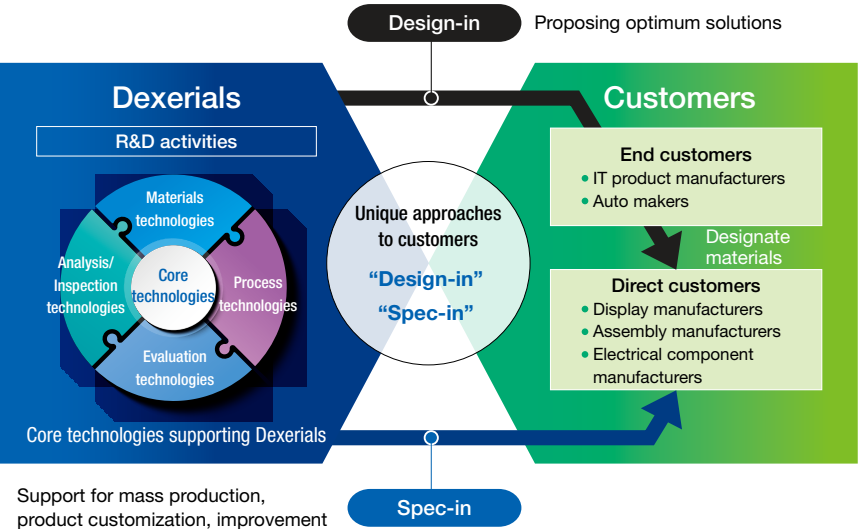 Design-in
Proposing optimum solutions
Dexerials
R&D activities
Materials
technologies
Analysis/
Inspection
technologies
Core
technologies
Process
technologies
Evaluation
technologies
Core technologies supporting Dexerials
Unique approaches
to customers
“Design-in”
“Spec-in”
Customers
End customers
• IT product manufacturers
• Auto makers
Designate
materials
Direct customers
• Display manufacturers
• Assembly manufacturers
• Electrical component
manufacturers
Support for mass production,
product customization, improvement
Spec-in